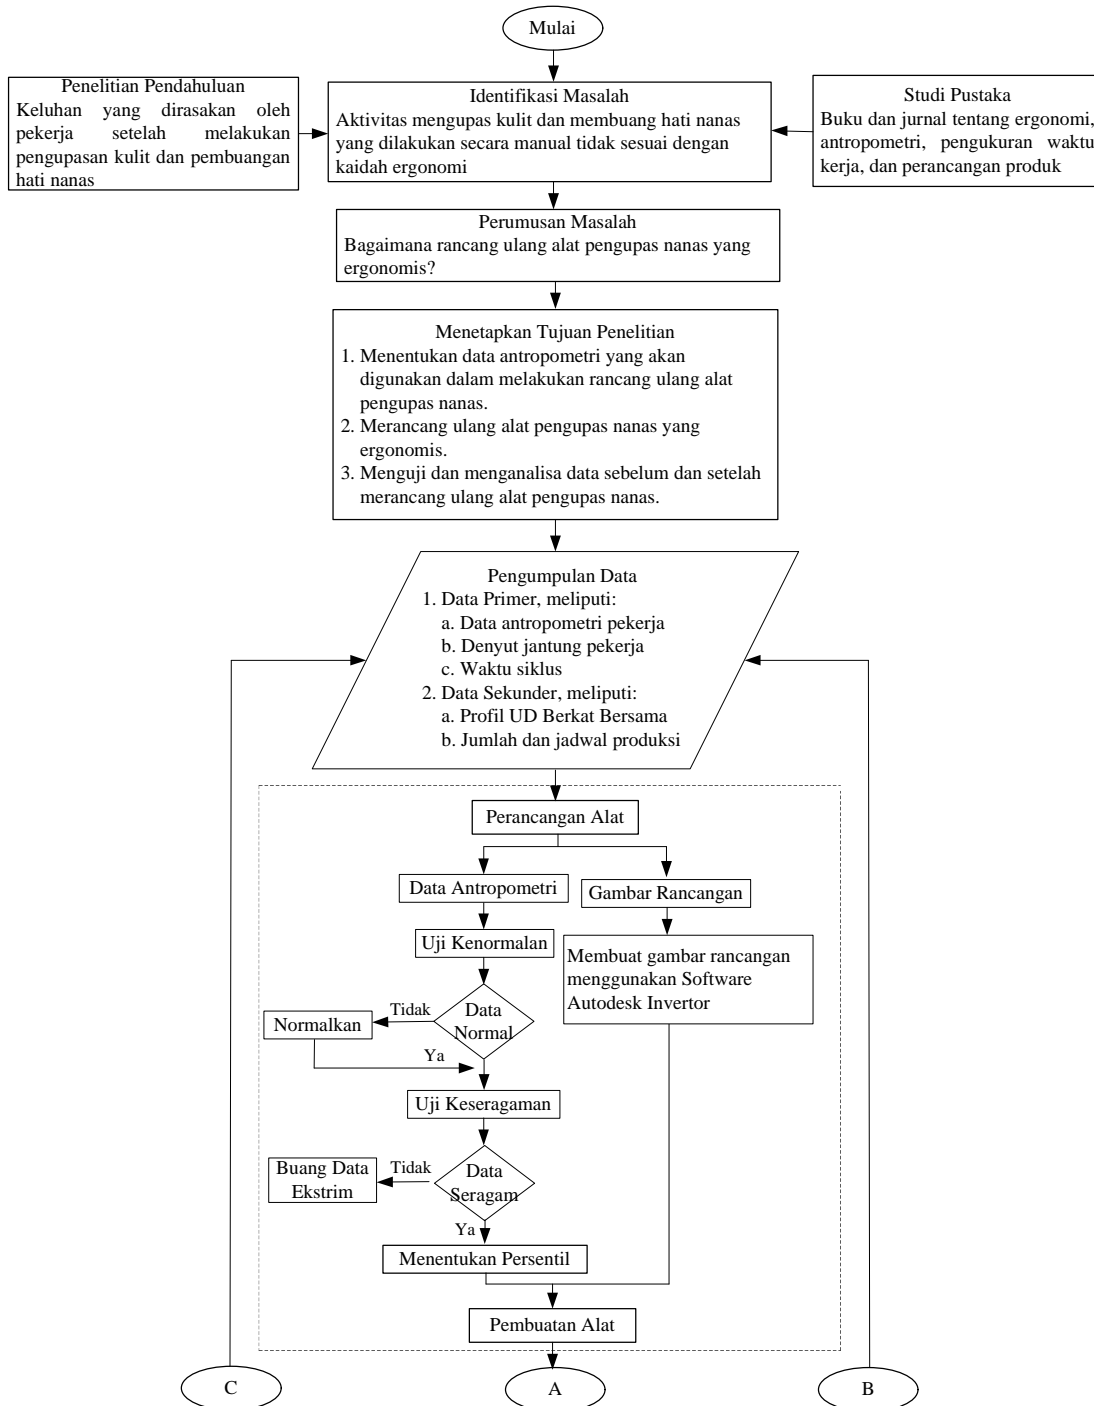 Mulai
Penelitian Pendahuluan
Keluhan yang dirasakan oleh
pekerja setelah melakukan
pengupasan kulit dan pembuangan
hati nanas
Identifikasi Masalah
Aktivitas mengupas kulit dan membuang hati nanas
yang dilakukan secara manual tidak sesuai dengan
kaidah ergonomi
Studi Pustaka
Buku dan jurnal tentang ergonomi,
antropometri, pengukuran waktu
kerja, dan perancangan produk
Perumusan Masalah
Bagaimana rancang ulang alat pengupas nanas yang
ergonomis?
Menetapkan Tujuan Penelitian
1. Menentukan data antropometri yang akan
digunakan dalam melakukan rancang ulang alat
pengupas nanas.
2. Merancang ulang alat pengupas nanas yang
ergonomis.
3. Menguji dan menganalisa data sebelum dan setelah
merancang ulang alat pengupas nanas.
Pengumpulan Data
1. Data Primer, meliputi:
a. Data antropometri pekerja
b. Denyut jantung pekerja
c. Waktu siklus
2. Data Sekunder, meliputi:
a. Profil UD Berkat Bersama
b. Jumlah dan jadwal produksi
Perancangan Alat
Data Antropometri
Gambar Rancangan
Uji Kenormalan
Membuat gambar rancangan
menggunakan Software
Autodesk Invertor
Data
Normal
Tidak
Normalkan
Ya
Uji Keseragaman
Data
Seragam
Tidak
Buang Data
Ekstrim
Ya
Menentukan Persentil
Pembuatan Alat
C
A
B